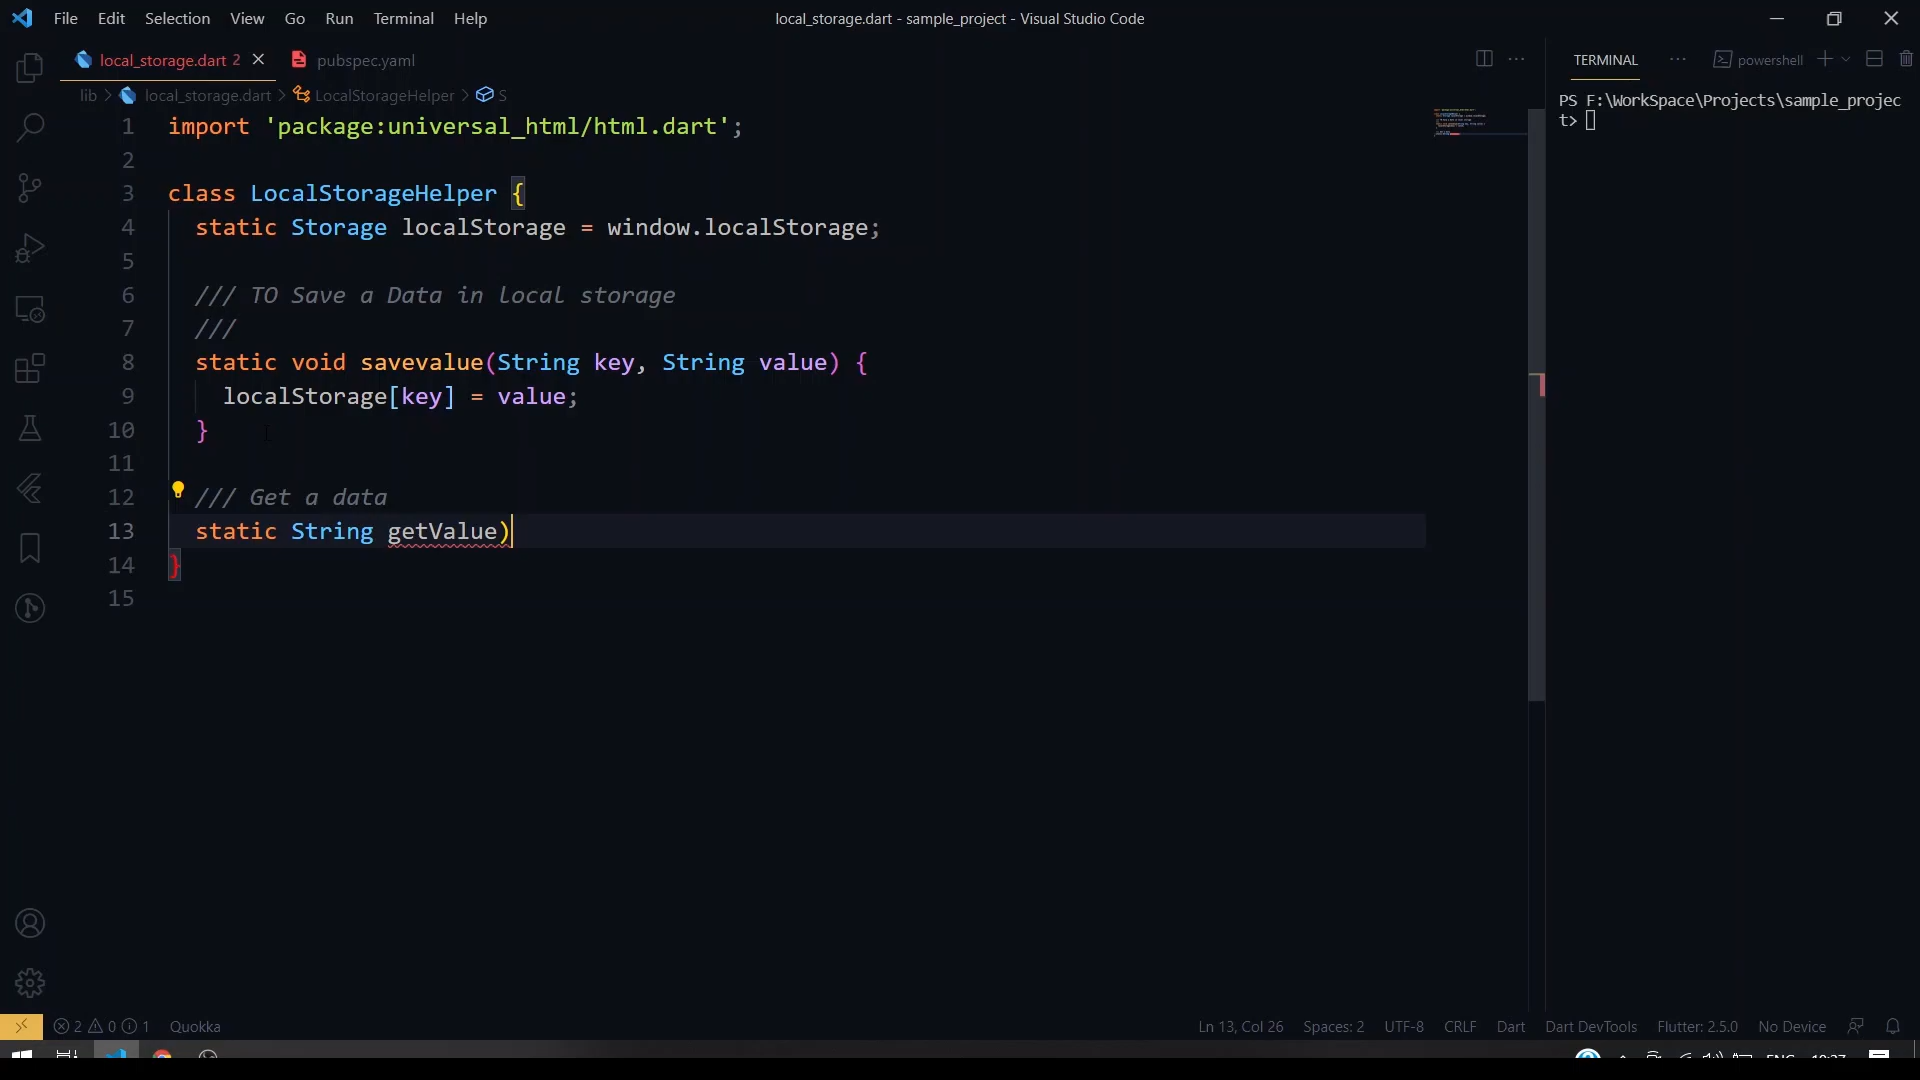 File Edit Selection View Go Run Terminal Help
local_storage.dart - sample_project - Visual Studio Code
local_storage.dart 2
pubspec.yaml
TERMINAL
powershell
lib > local_storage.dart > LocalStorageHelper > S
PS F:\WorkSpace\Projects\sample_projec
t>
1 import 'package:universal_html/html.dart';
2
3 class LocalStorageHelper {
4 static Storage localStorage = window.localStorage;
5
6 /// TO Save a Data in local storage
7 ///
8 static void savevalue(String key, String value) {
9 localStorage[key] = value;
10 }
11
12 /// Get a data
13 static String getValue)
14 }
15
2 0 1 Quokka
Ln 13, Col 26 Spaces: 2 UTF-8 CRLF Dart Dart DevTools Flutter: 2.5.0 No Device